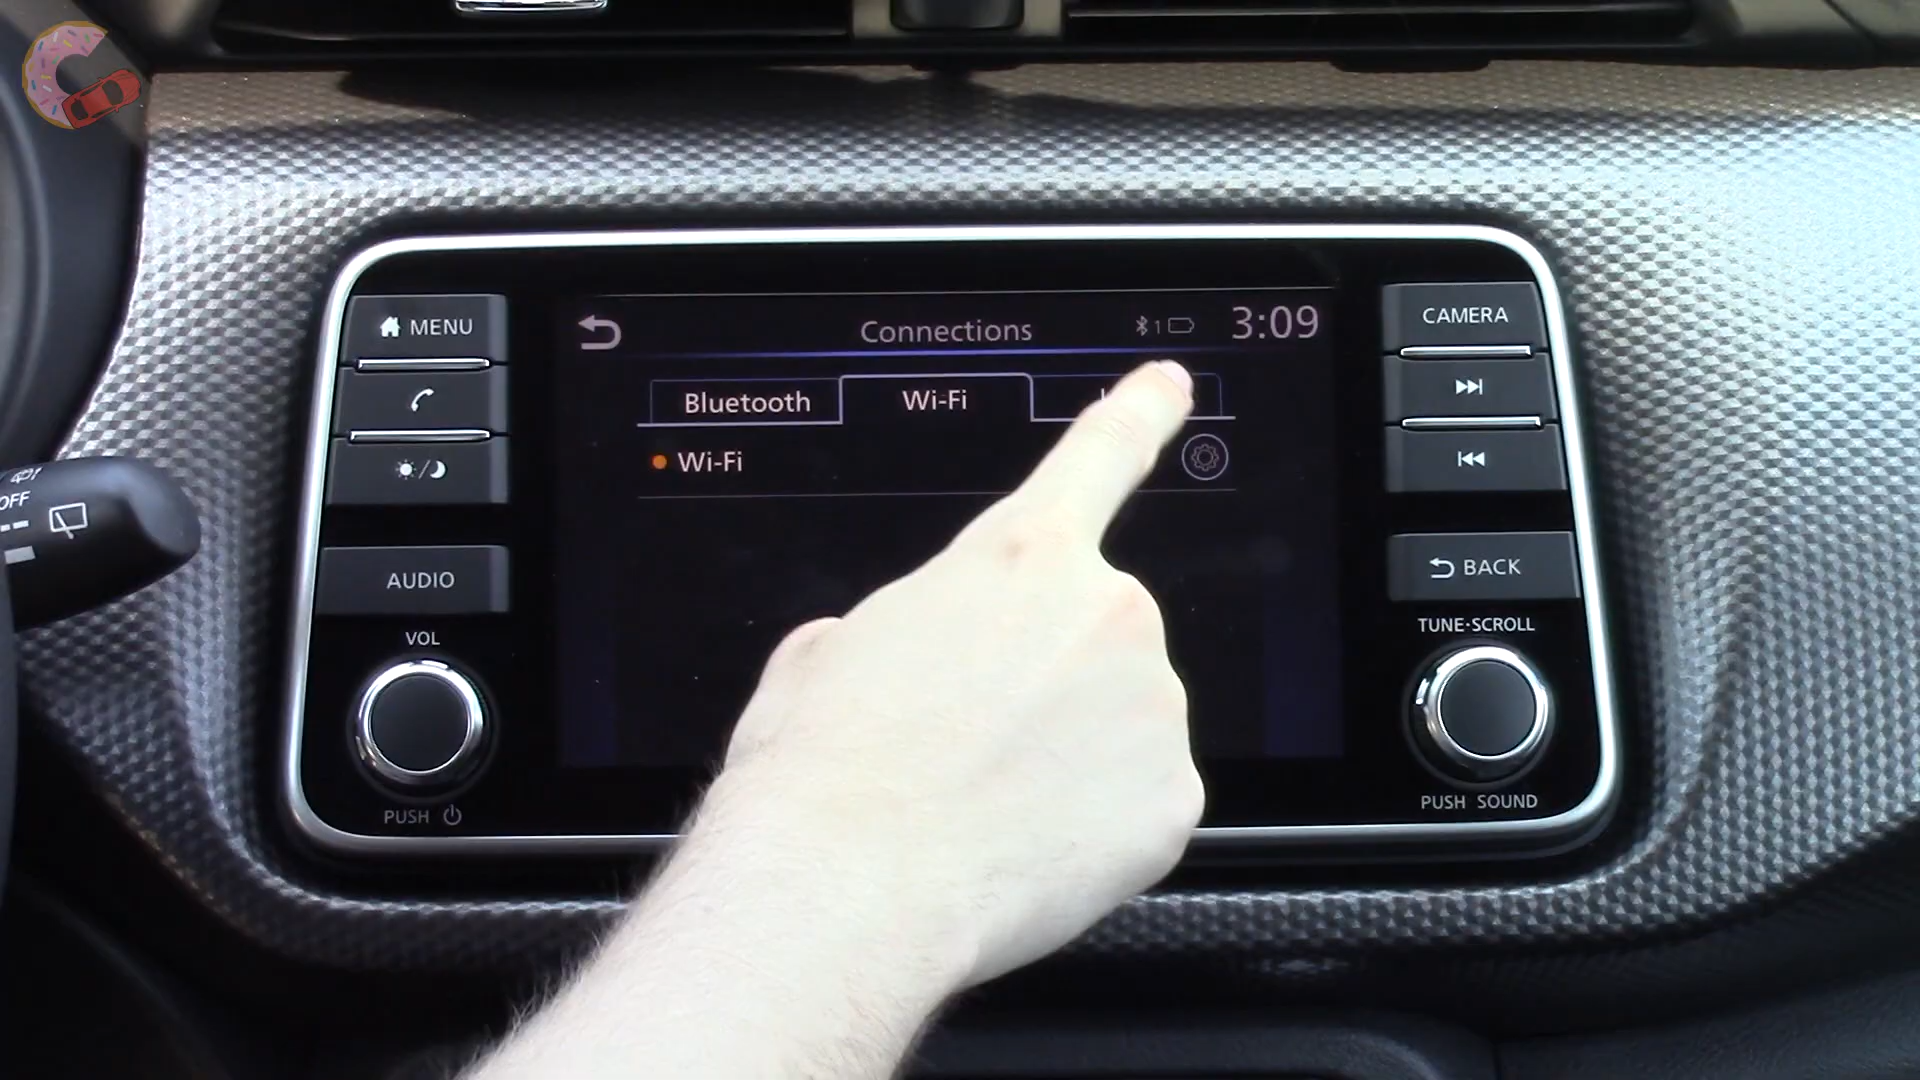 MENU
AUDIO
VOL
PUSH
Connections
1
3:09
Bluetooth
Wi-Fi
Wi-Fi
CAMERA
BACK
TUNE·SCROLL
PUSH SOUND
OFF